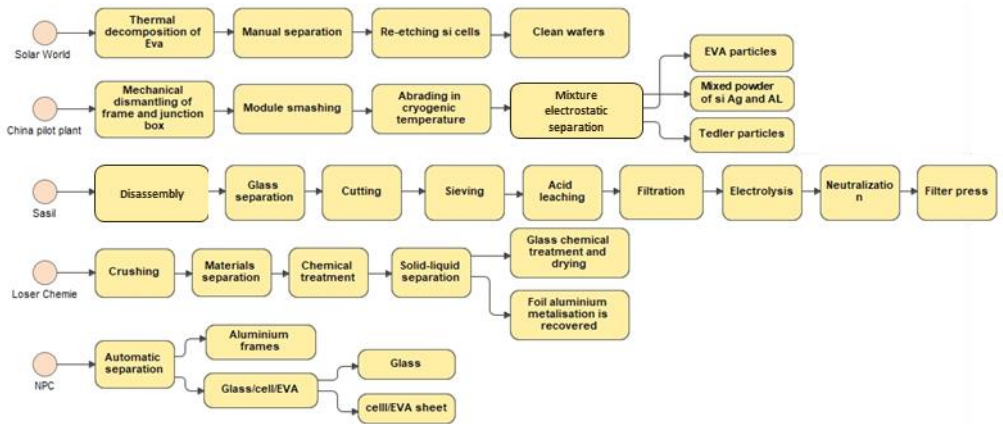 Thermal
decomposition of
Eva
Manual separation
Re-etching si cells
Clean wafers
Solar World
Mechanical
dismantling of
frame and junction
box
Module smashing
Abrading in
cryogenic
temperature
Mixture
electrostatic
separation
EVA particles
Mixed powder
of si Ag and AL
Tedler particles
China pilot plant
Disassembly
Glass
separation
Cutting
Sieving
Acid
leaching
Filtration
Electrolysis
Neutralizatio
n
Filter press
Sasil
Crushing
Materials
separation
Chemical
treatment
Solid-liquid
separation
Glass chemical
treatment and
drying
Foil aluminium
metalisation is
recovered
Loser Chemie
Automatic
separation
Aluminium
frames
Glass/cell/EVA
Glass
celll/EVA sheet
NPC